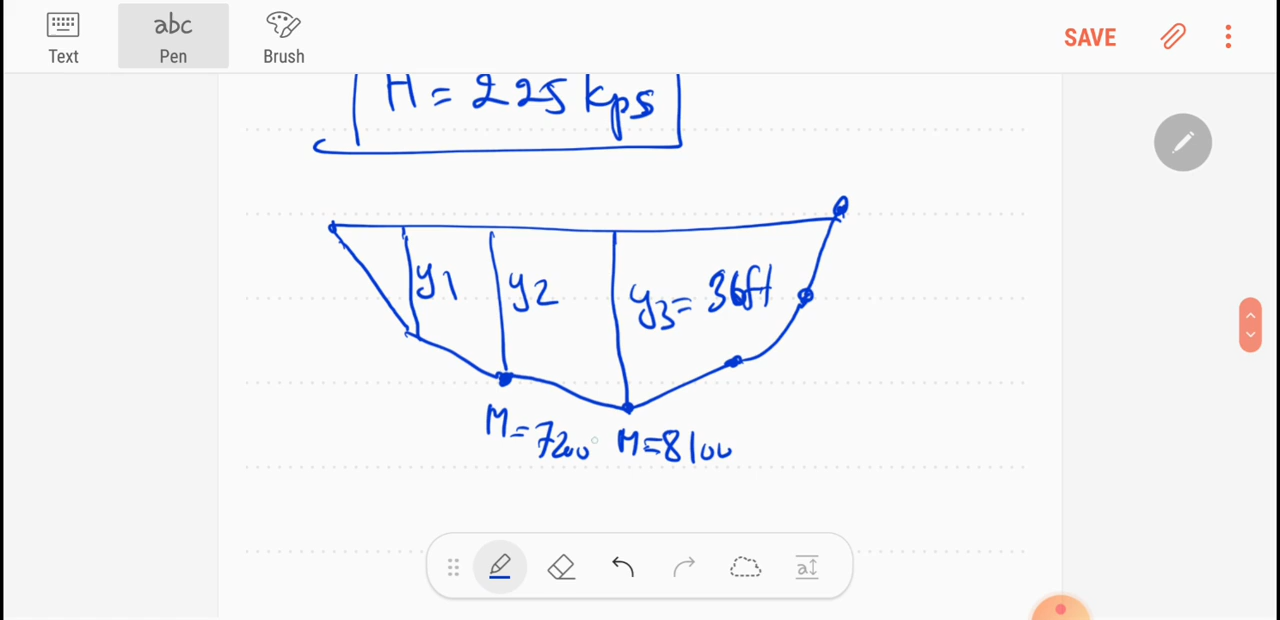 abc
SAVE
Text
Pen
Brush
H = 225 kps
y1
y2
y3 = 36ft
M = 7200
M = 8100
a